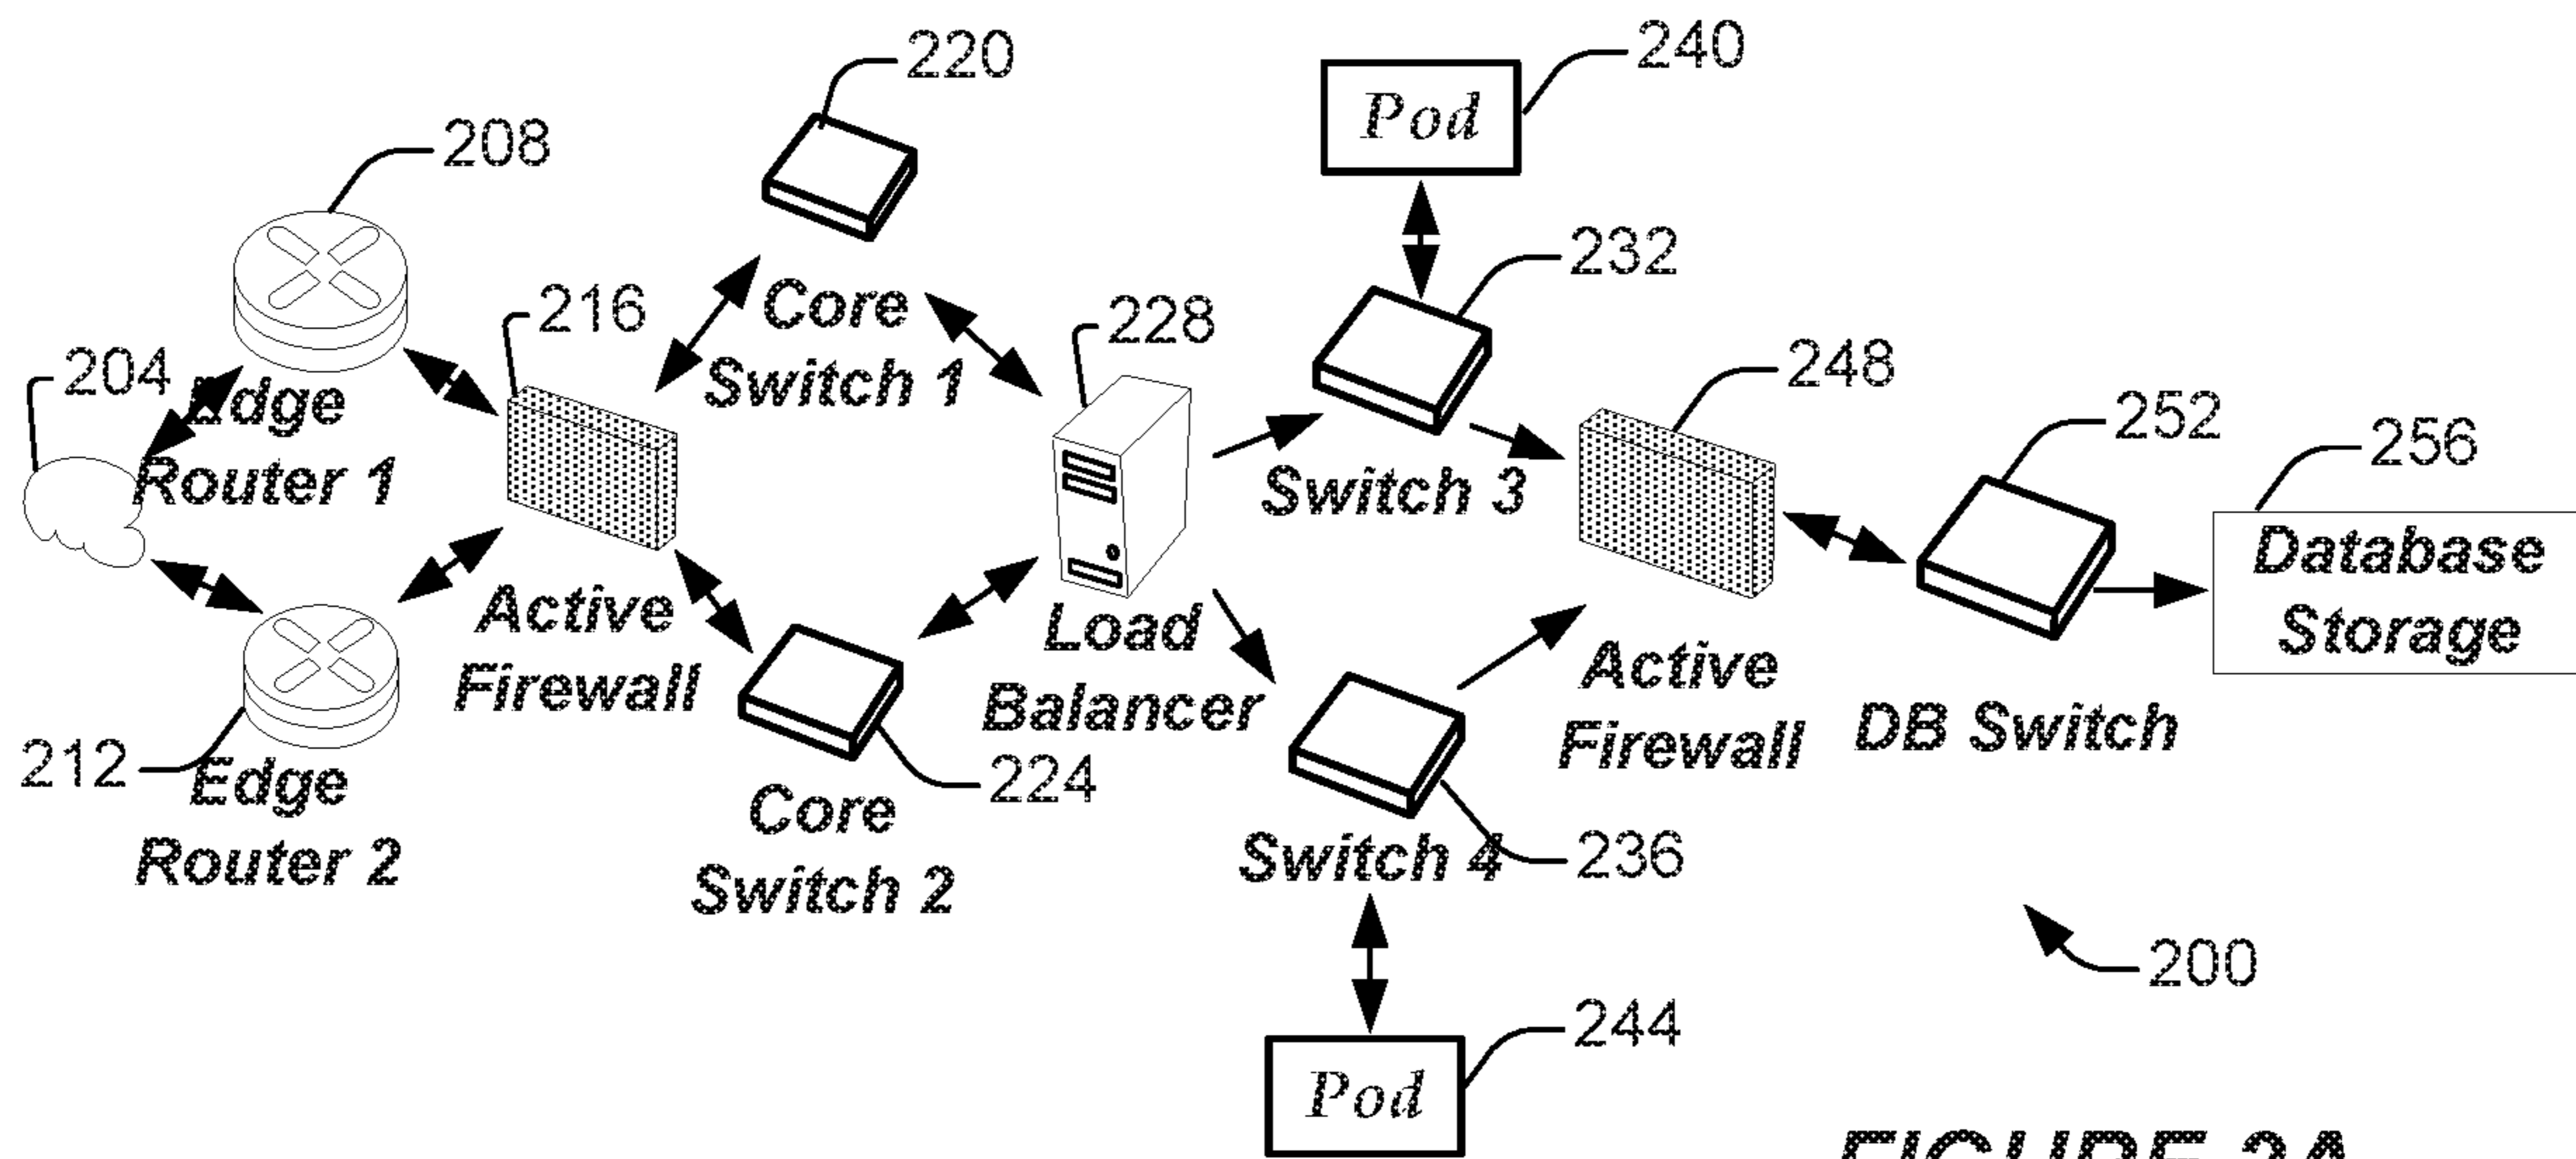 220
240
208
Pod
232
216
Core
Switch 1
228
204
Edge
Router 1
248
252
256
Switch 3
Database
Storage
Active
Firewall
Load
Balancer
Active
Firewall
DB Switch
212
Edge
Router 2
224
Core
Switch 2
Switch 4
236
200
244
Pod